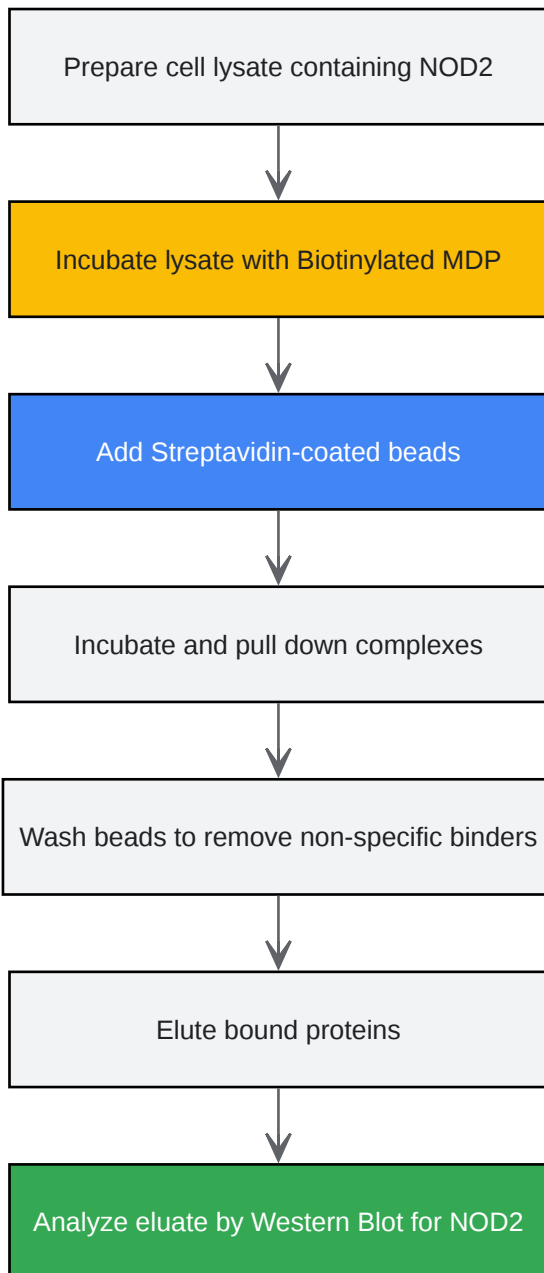 Prepare cell lysate containing NOD2
Incubate lysate with Biotinylated MDP
Add Streptavidin-coated beads
Incubate and pull down complexes
Wash beads to remove non-specific binders
Elute bound proteins
Analyze eluate by Western Blot for NOD2